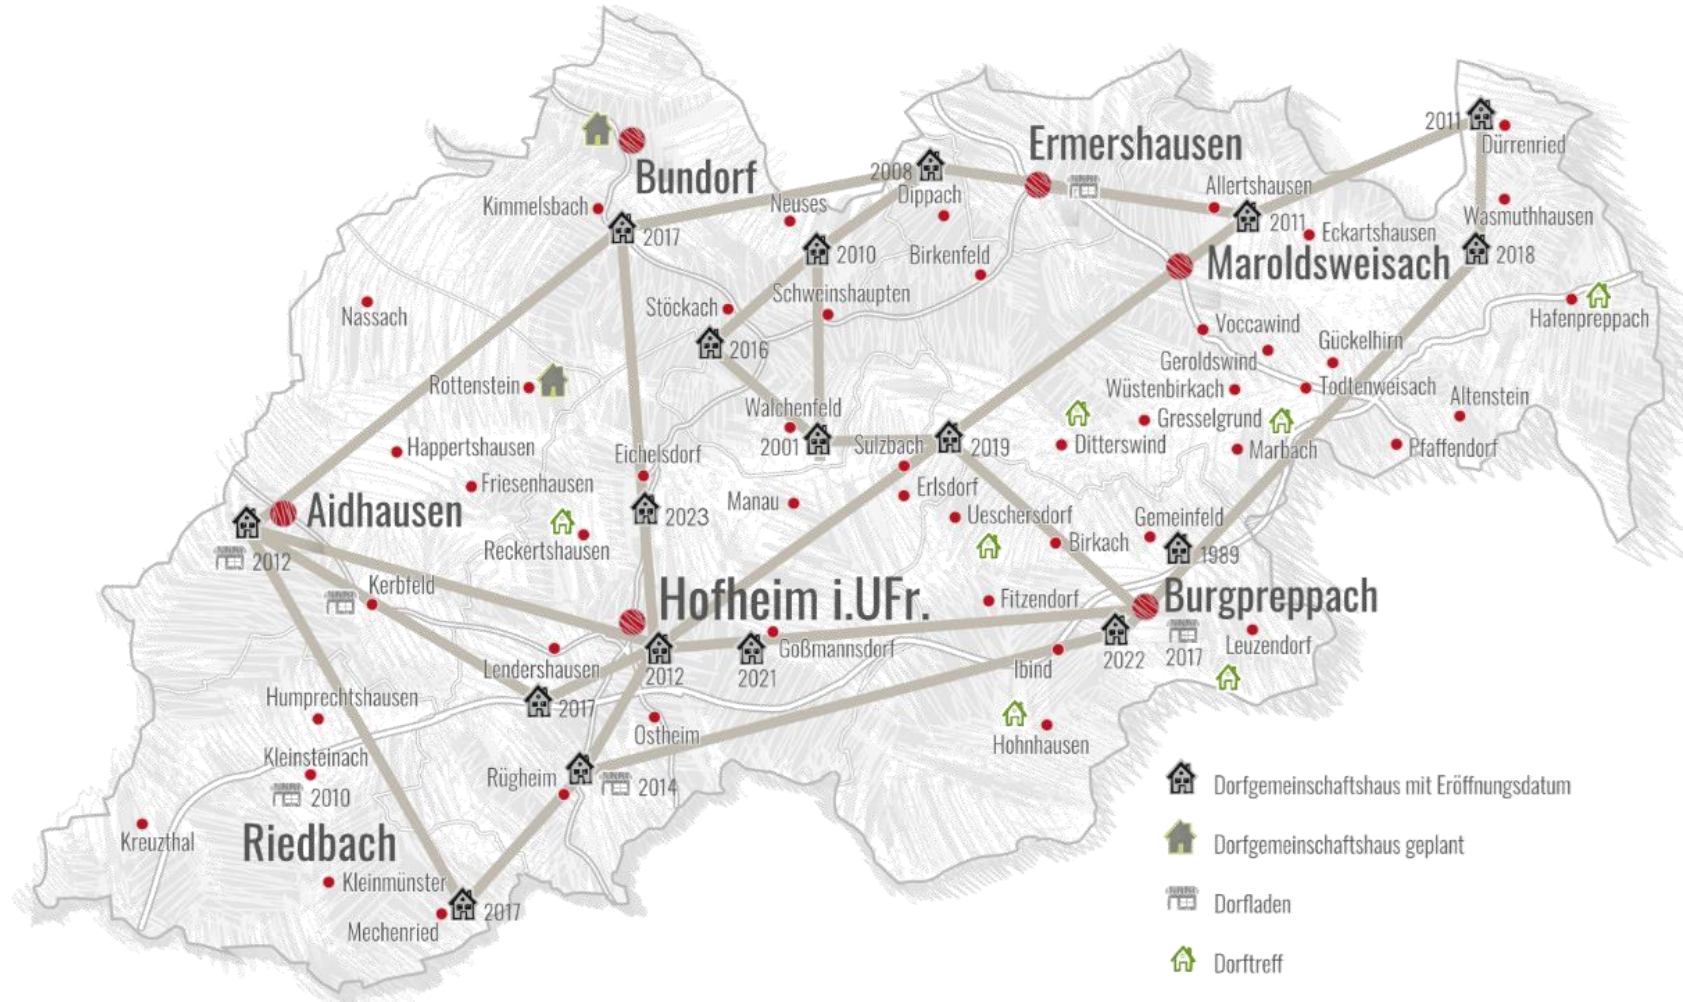 Ermershausen
2011
Dürrenried
Bundorf
2008
Dippach
Allertshausen
Kimmelsbach
Neuses
Wasmuthhausen
2017
2010
2011
Eckartshausen
Birkenfeld
Maroldsweisach
2018
Schweinshaupten
Stöckach
Nassach
Hafenpreppach
Voccawind
Gückelhirn
2016
Geroldswind
Rottenstein
Wüstenbirkach
Todtenweisach
Altenstein
Walchenfeld
Gresselgrund
2001
Sulzbach
2019
Ditterswind
Marbach
Pfaffendorf
Happertshausen
Eichelsdorf
Friesenhausen
Erlsdorf
Manau
Aidhausen
2023
Ueschersdorf
Gemeinfeld
Reckertshausen
Birkach
2012
1989
Kerbfeld
Hofheim i.UFr.
Fitzendorf
Burgpreppach
Goßmannsdorf
Leuzendorf
Lendershausen
2012
2021
Ibind
2022
2017
Humprechtshausen
2017
Ostheim
Hohnhausen
Kleinsteinach
Rügheim
2014
2010
Kreuzthal
Riedbach
Kleinmünster
2017
Mechenried
Dorfgemeinschaftshaus mit Eröffnungsdatum
Dorfgemeinschaftshaus geplant
Dorfladen
Dorftreff